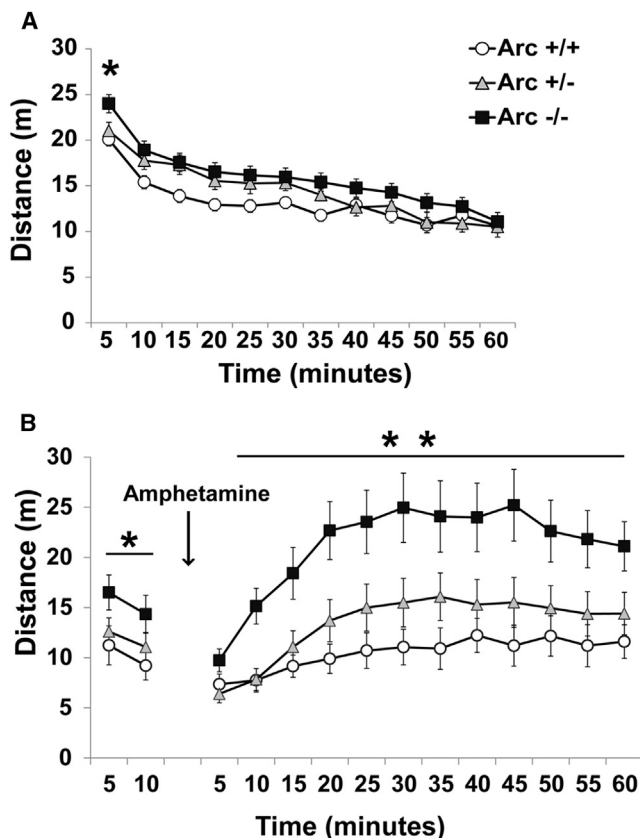 A
30
*
Arc +/+
25
Arc +/-
20
Arc -/-
15
10
5
0
Distance (m)
5 10 15 20 25 30 35 40 45 50 55 60
Time (minutes)
B
30
* *
Amphetamine
25
*
20
15
10
5
0
Distance (m)
5 10 5 10 15 20 25 30 35 40 45 50 55 60
Time (minutes)